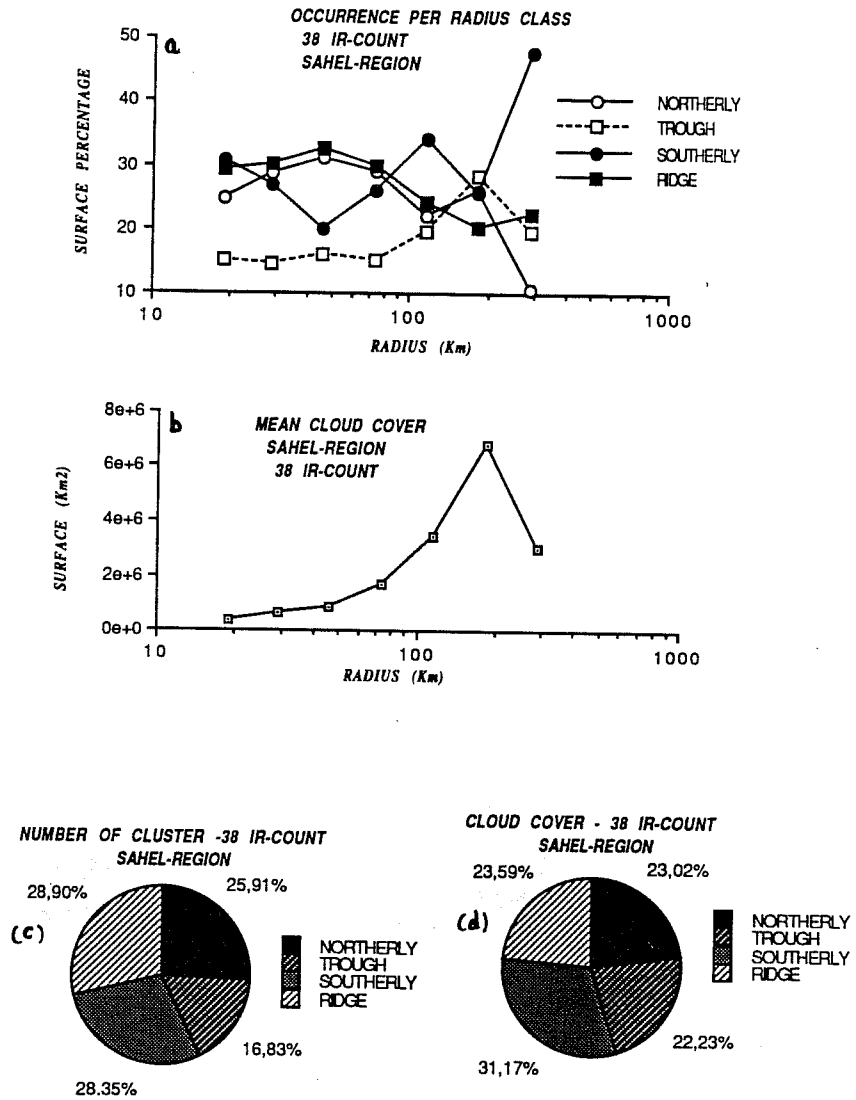 OCCURRENCE PER RADIUS CLASS
38 IR-COUNT
SAHEL-REGION
a
50
40
30
20
10
SURFACE PERCENTAGE
NORTHERLY
TROUGH
SOUTHERLY
RIDGE
10
100
1000
RADIUS (Km)
b
MEAN CLOUD COVER
SAHEL-REGION
38 IR-COUNT
8e+6
6e+6
4e+6
2e+6
0e+0
SURFACE (Km2)
10
100
1000
RADIUS (Km)
NUMBER OF CLUSTER -38 IR-COUNT
SAHEL-REGION
28,90%
25,91%
(c)
NORTHERLY
TROUGH
SOUTHERLY
RIDGE
16,83%
28,35%
CLOUD COVER - 38 IR-COUNT
SAHEL-REGION
23,59%
23,02%
(d)
NORTHERLY
TROUGH
SOUTHERLY
RIDGE
22,23%
31,17%